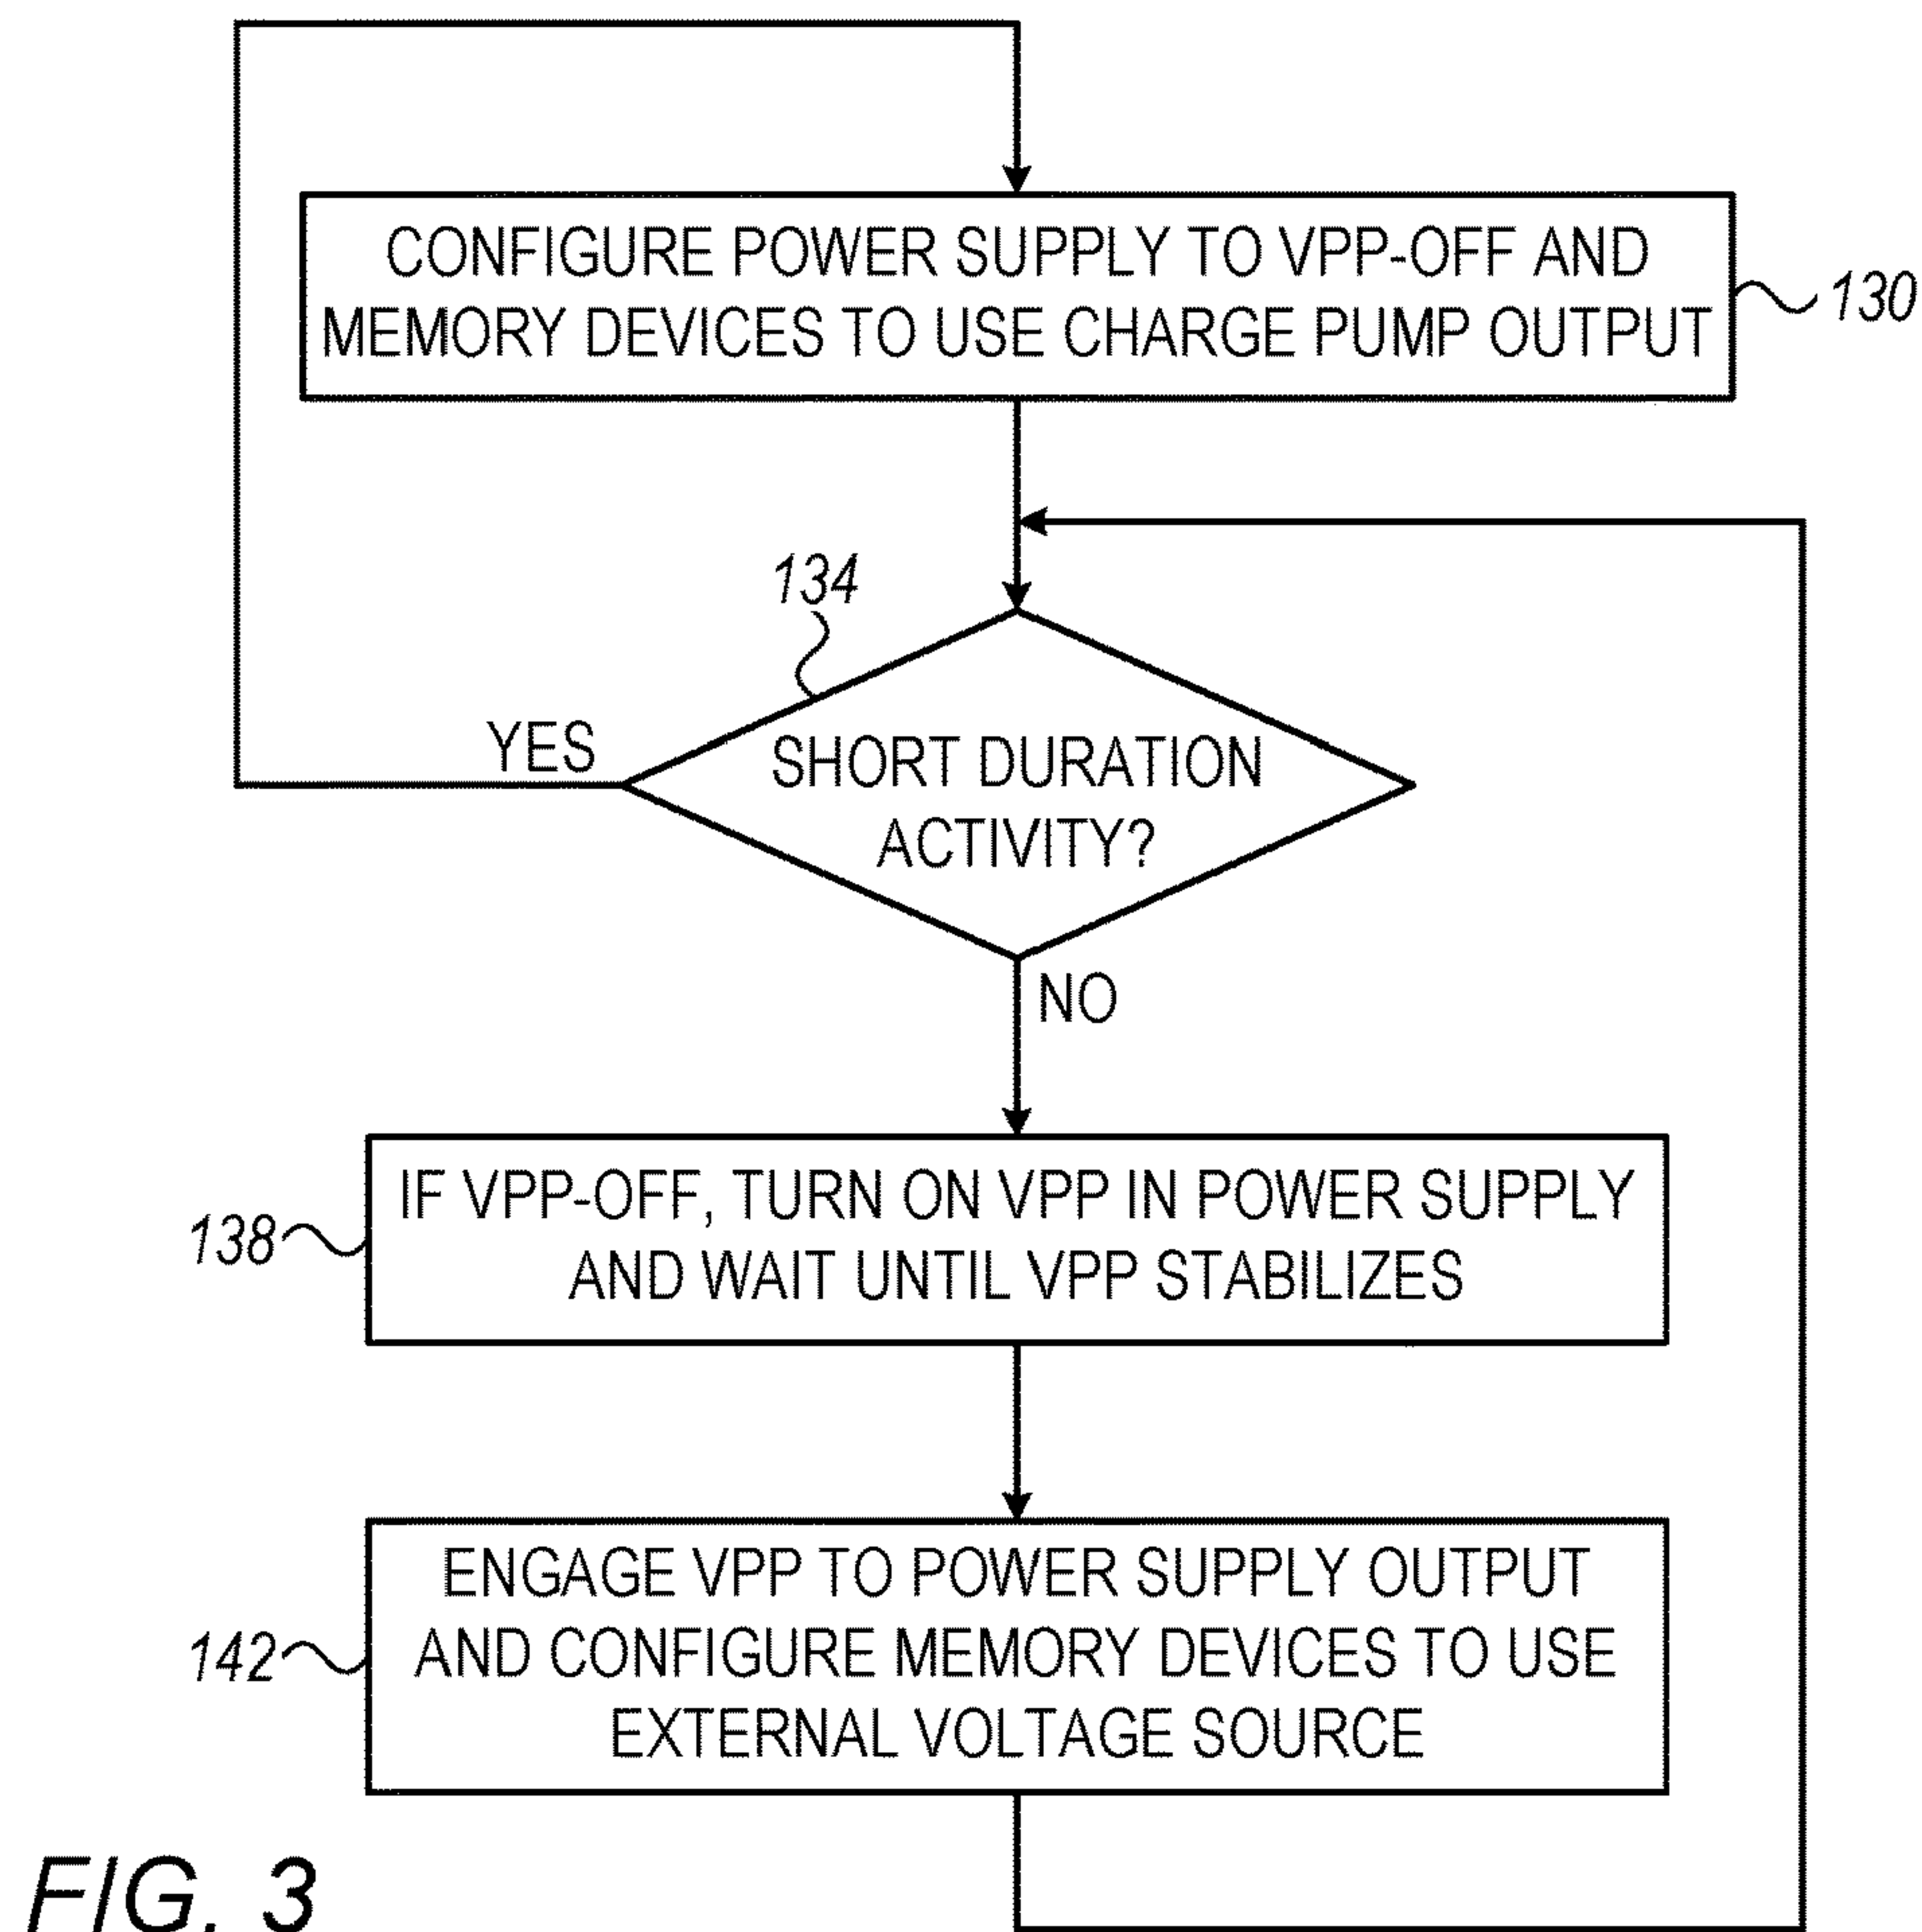 CONFIGURE POWER SUPPLY TO VPP-OFF AND
MEMORY DEVICES TO USE CHARGE PUMP OUTPUT
130
134
YES
SHORT DURATION
ACTIVITY?
NO
IF VPP-OFF, TURN ON VPP IN POWER SUPPLY
AND WAIT UNTIL VPP STABILIZES
138
ENGAGE VPP TO POWER SUPPLY OUTPUT
AND CONFIGURE MEMORY DEVICES TO USE
EXTERNAL VOLTAGE SOURCE
142
FIG. 3